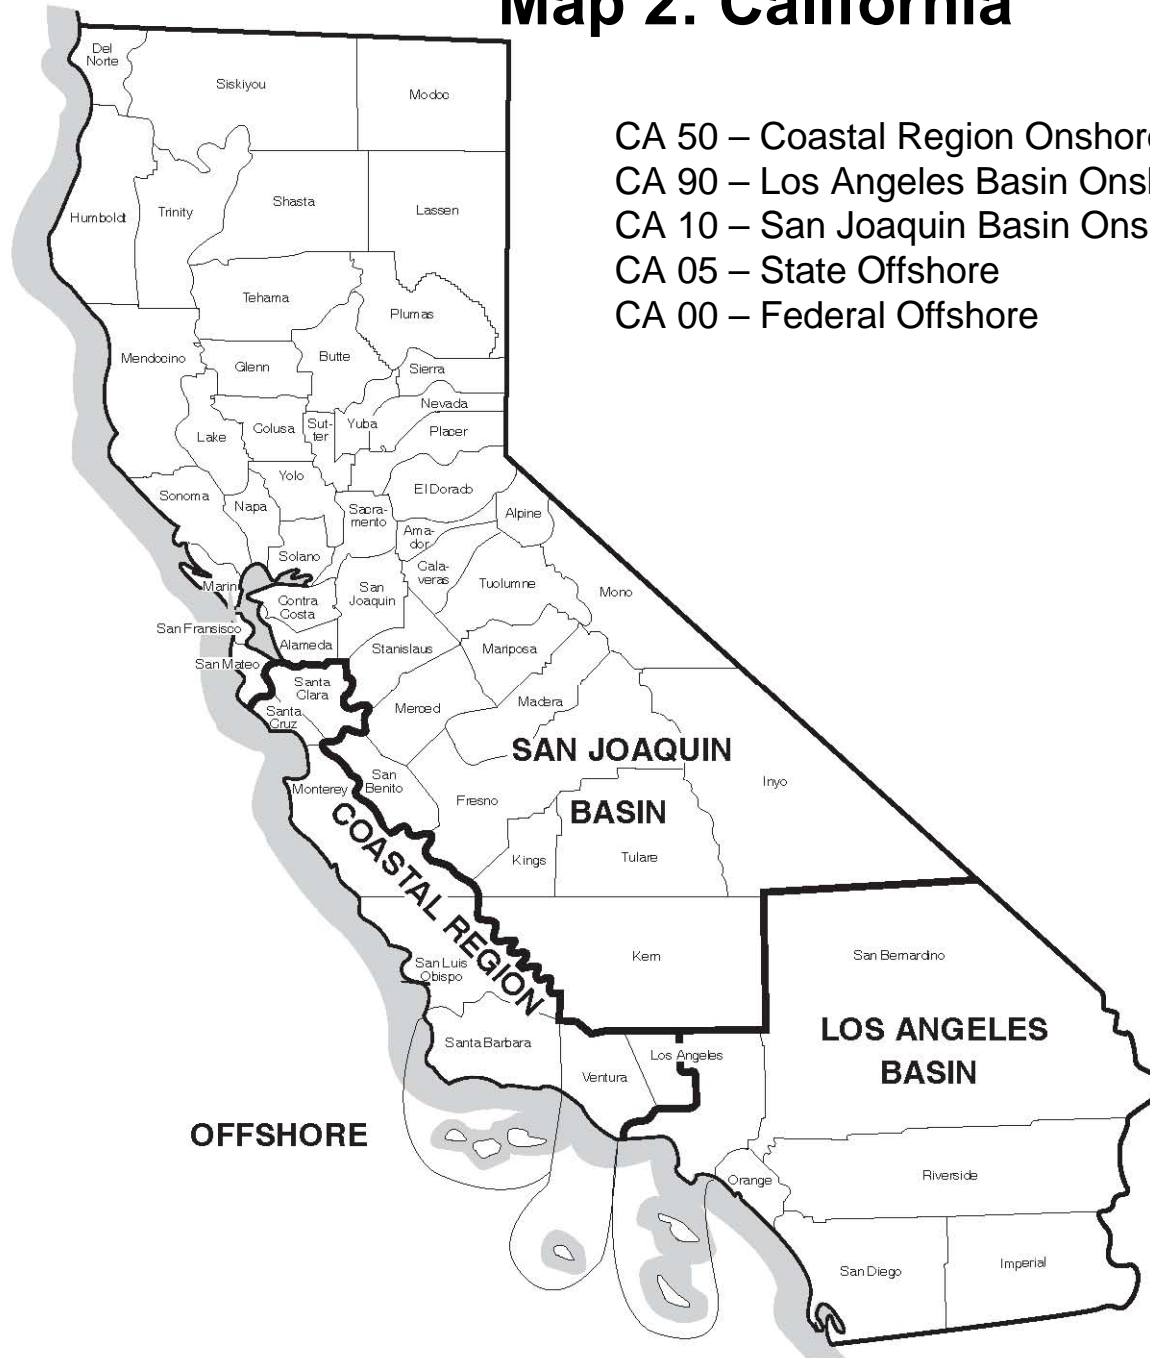 Map 2: California
CA 50 – Coastal Region Onshore
CA 90 – Los Angeles Basin
CA 10 – San Joaquin Basin
CA 05 – State Offshore
CA 00 – Federal Offshore
Del
Norte
Siskiyou
Modoc
Humboldt
Trinity
Shasta
Lassen
Tehama
Plumas
Mendocino
Glenn
Butte
Sierra
Nevada
Lake
Colusa
Sut-
ter
Yuba
Placer
Yolo
El Dorado
Sonoma
Napa
Sacra-
mento
Alpine
Ama-
dor
Solano
Cala-
veras
Tuolumne
Mono
Marin
Contra
Costa
San
Joaquin
San Fransisco
Alameda
Stanislaus
Mariposa
San Mateo
Santa
Clara
Santa
Cruz
Merced
Madera
SAN JOAQUIN
BASIN
Inyo
Monterey
San
Benito
Fresno
Kings
Tulare
COASTAL REGION
San Luis
Obispo
Kern
San Bernardino
LOS ANGELES
BASIN
Santa Barbara
Ventura
Los Angeles
OFFSHORE
Orange
Riverside
San Diego
Imperial